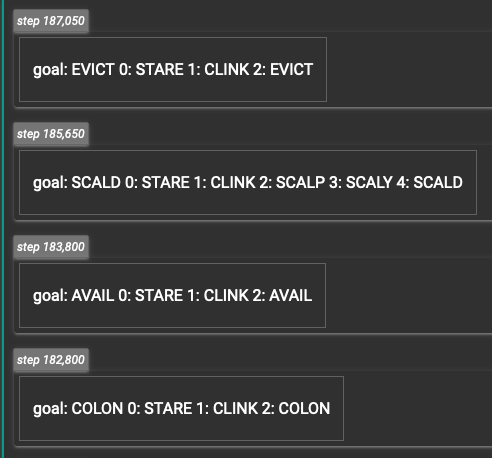 step 187,050
goal: EVICT 0: STARE 1: CLINK 2: EVICT
step 185,650
goal: SCALD 0: STARE 1: CLINK 2: SCALP 3: SCALY 4: SCALD
step 183,800
goal: AVAIL 0: STARE 1: CLINK 2: AVAIL
step 182,800
goal: COLON 0: STARE 1: CLINK 2: COLON